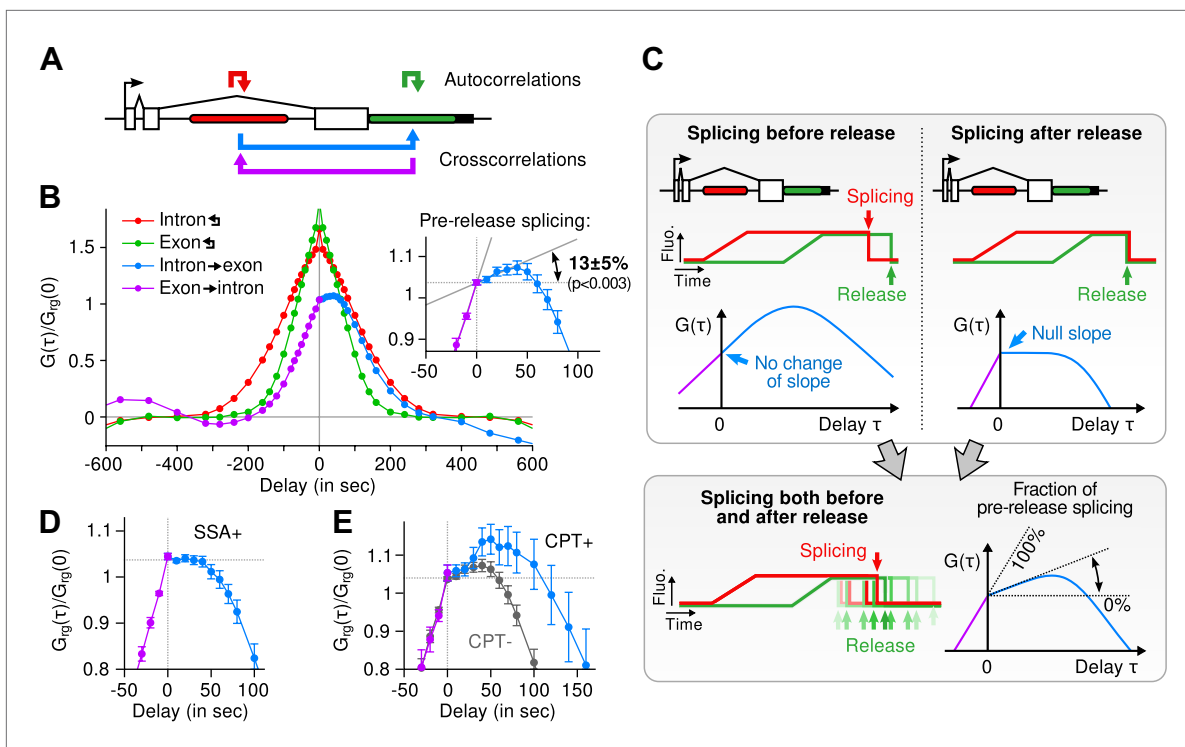 A
Autocorrelations
Crosscorrelations
B
Intron
Exon
Intron→exon
Exon→intron
G(τ)/Grg(0)
1.5
1
0.5
0
-600
-400
-200
0
200
400
600
Delay (in sec)
Pre-release splicing:
1.1
1
0.9
13±5%
(p<0.003)
-50
0
50
100
C
Splicing before release
Splicing after release
Splicing
Fluo.
Time
Release
Release
G(τ)
No change
of slope
0
Delay τ
G(τ)
Null slope
0
Delay τ
Splicing both before
and after release
Splicing
Fluo.
Time
Release
Fraction of
pre-release splicing
G(τ)
100%
0%
0
Delay τ
D
SSA+
Grg(τ)/Grg(0)
1.1
1
0.9
0.8
-50
0
50
100
Delay (in sec)
E
CPT+
CPT-
Grg(τ)/Grg(0)
1.2
1.1
1
0.9
0.8
-50
0
50
100
150
Delay (in sec)